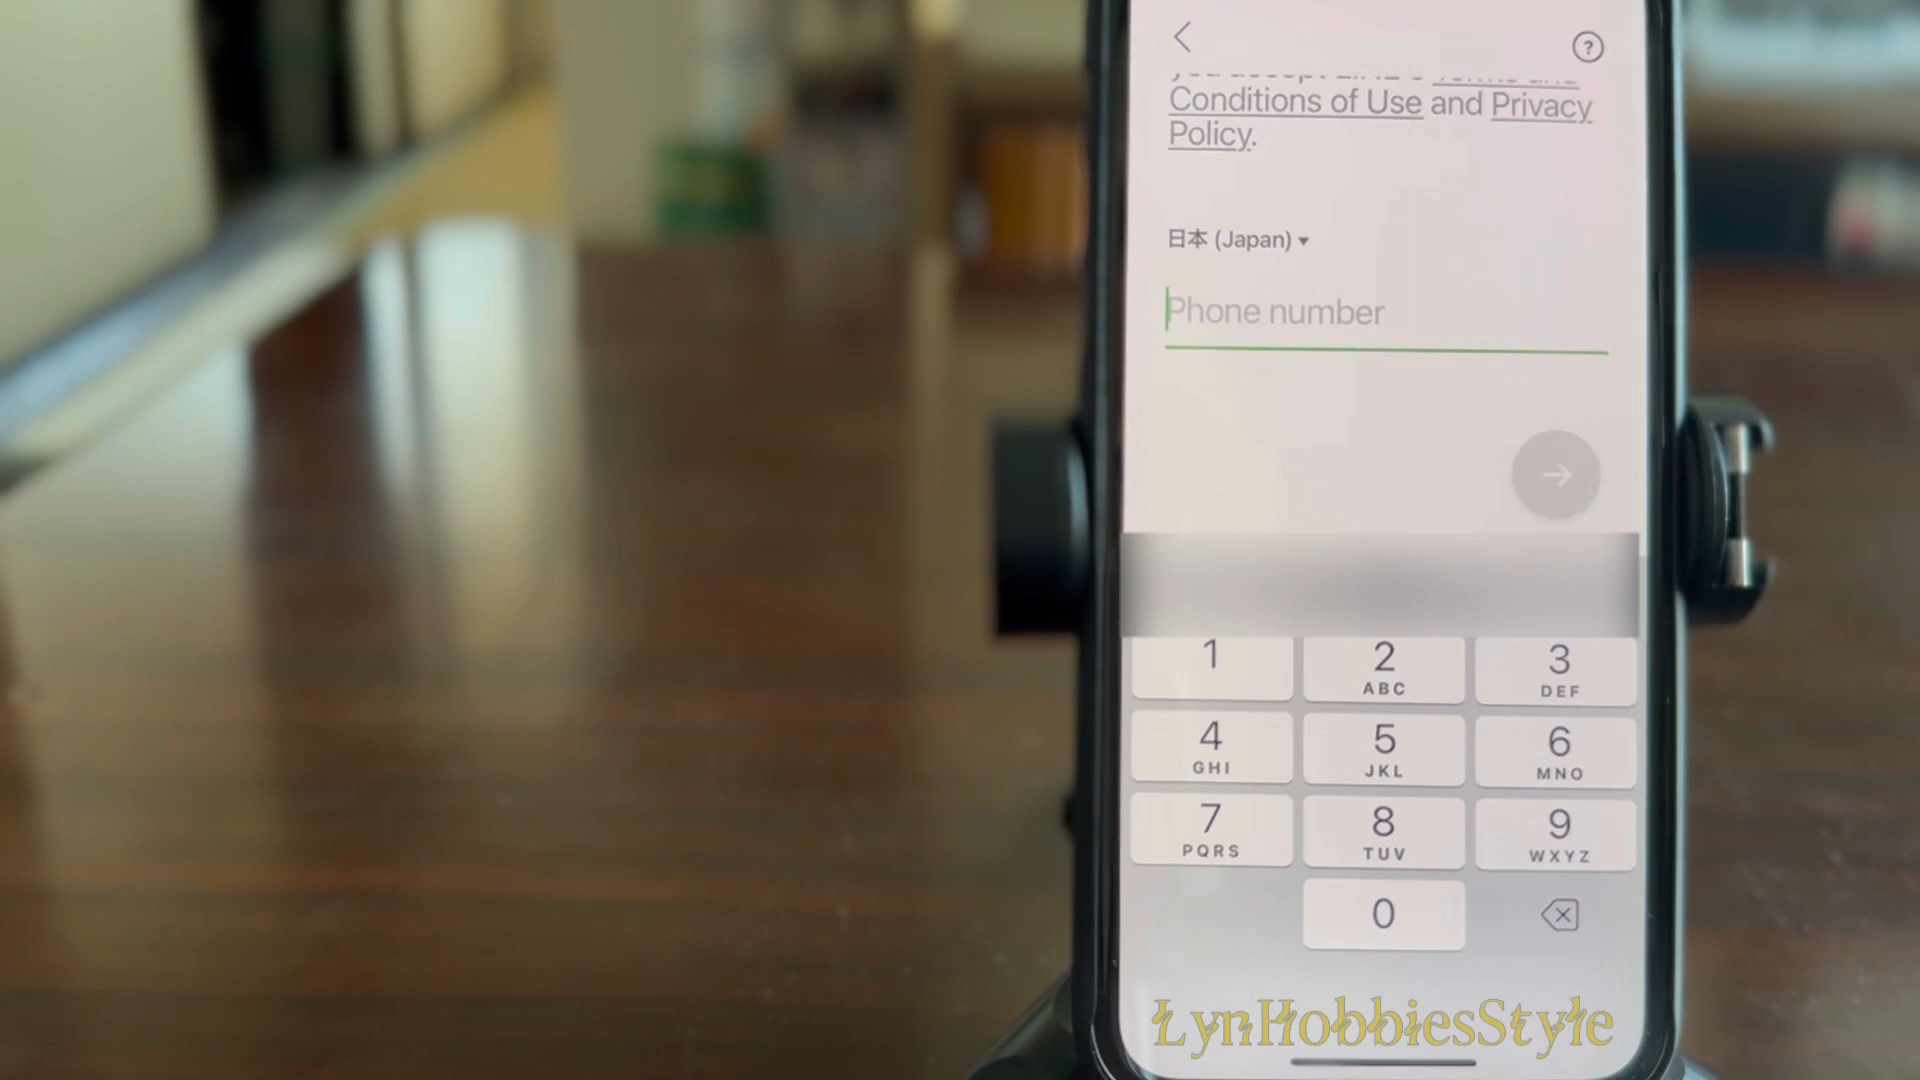 ?
Conditions of Use and Privacy
Policy.
日本 (Japan) ▾
Phone number
1
2
3
ABC
DEF
4
5
6
GHI
JKL
MNO
7
8
9
PQRS
TUV
WXYZ
0
LynHobbiesStyle